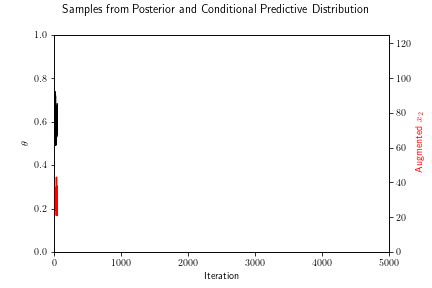 Samples from Posterior and Conditional Predictive Distribution
1.0
0.8
0.6
0.4
0.2
0.0
θ
120
100
80
60
40
20
0
Augmented x₂
0 1000 2000 3000 4000 5000
Iteration